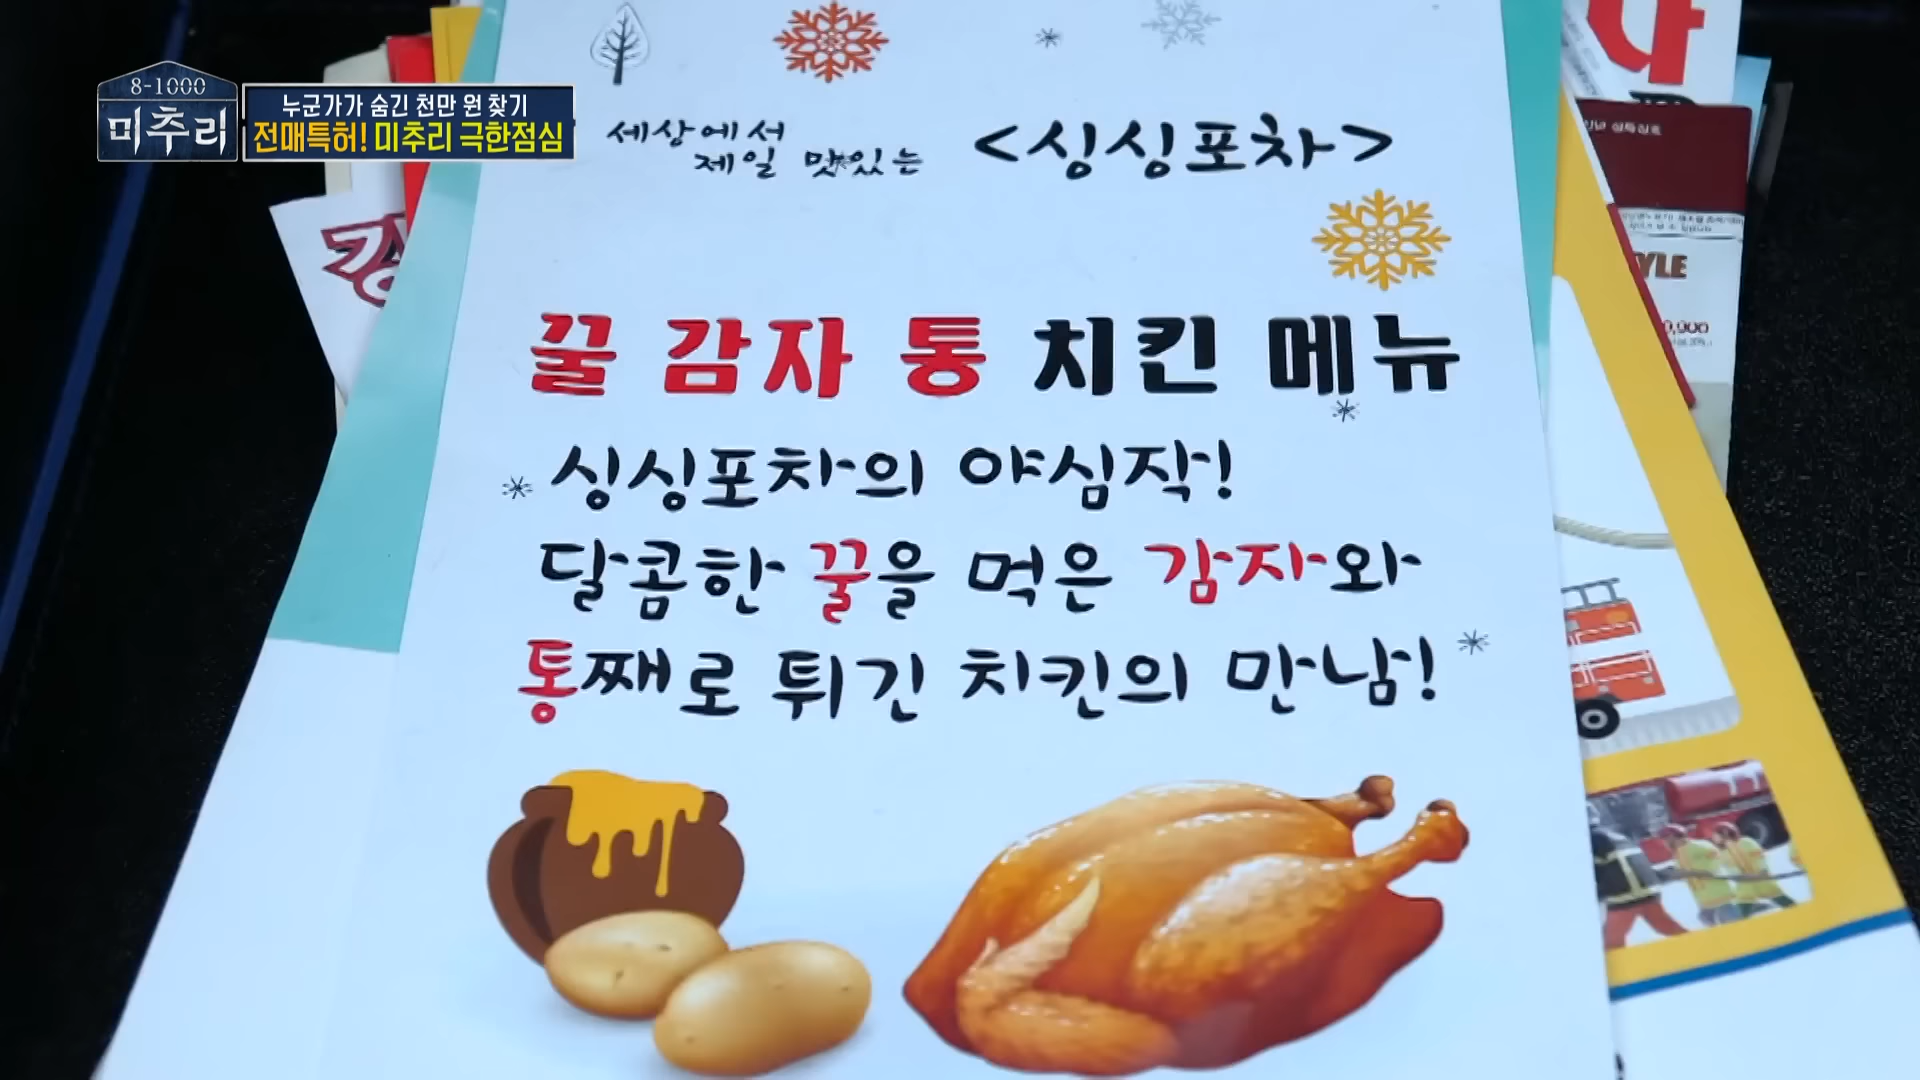 8-1000
미추리
누군가가 숨긴 천만 원 찾기
전매특허! 미추리 극한점심
세상에서
제일 맛있는
<싱싱포차>
꿀 감자 통 치킨 메뉴
싱싱포차의 야심작!
달콤한 꿀을 먹은 감자와
통째로 튀긴 치킨의 만남!
YLE
9,900